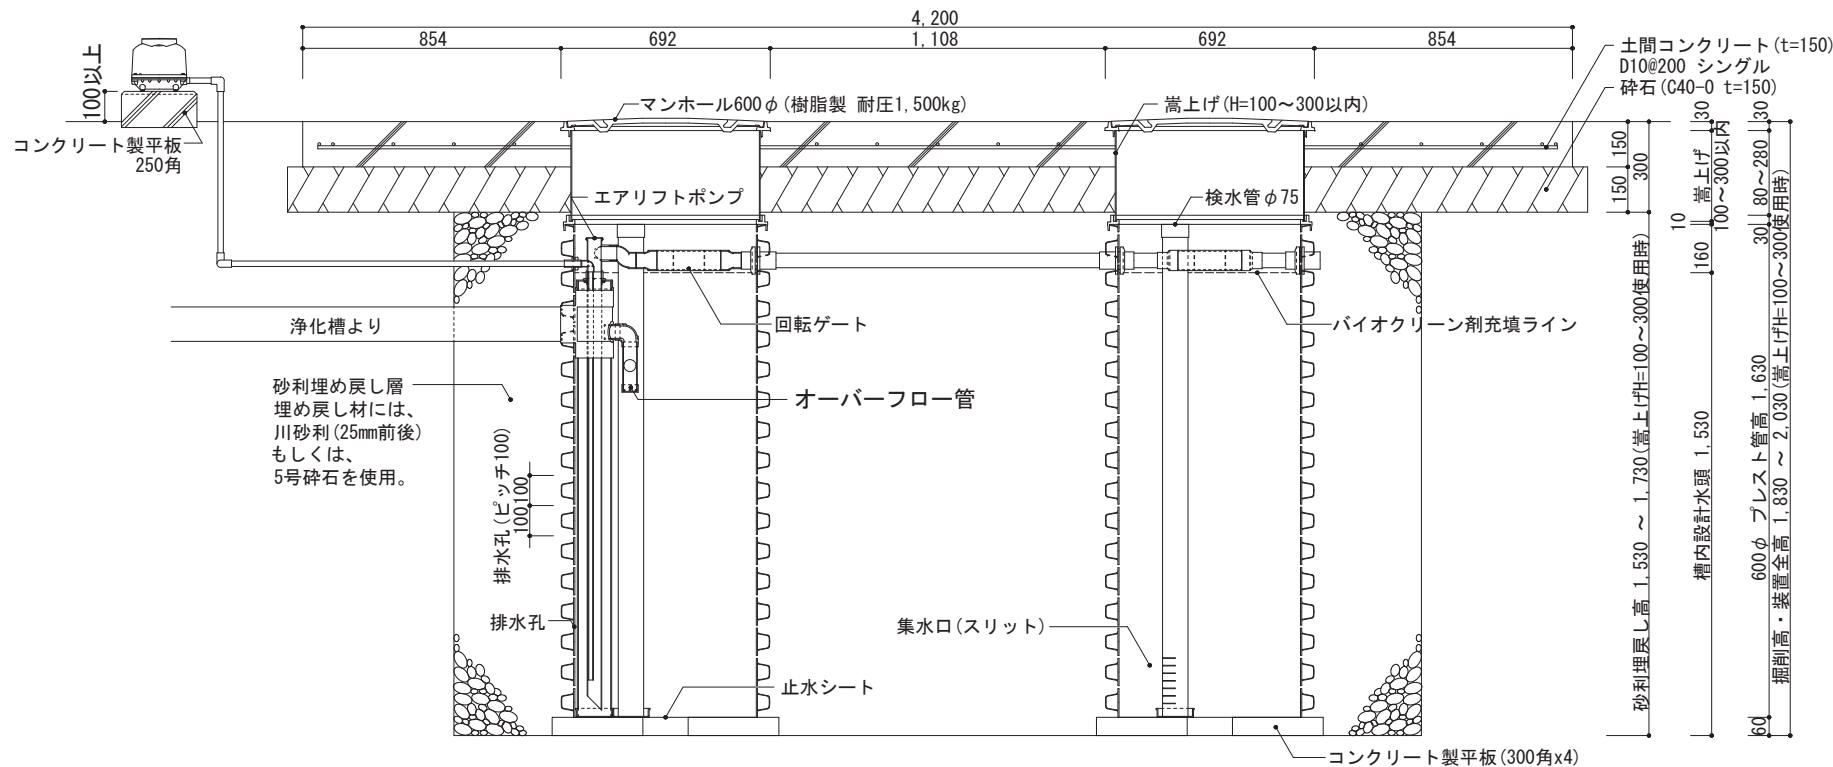 4,200
854
692
1,108
692
854
100以上
コンクリート製平板
250角
マンホール600φ(樹脂製 耐圧1,500kg)
嵩上げ(H=100～300以内)
土間コンクリート(t=150)
D10@200 シングル
砕石(C40-0 t=150)
エアリフトポンプ
検水管φ75
浄化槽より
回転ゲート
バイオクリーン剤充填ライン
オーバーフロー管
砂利埋め戻し層
埋め戻し材には、
川砂利(25mm前後)
もしくは、
5号砕石を使用。
排水孔(ピッチ100)
100
100
排水孔
集水口(スリット)
止水シート
コンクリート製平板(300角x4)
150
150
300
砂利埋戻し高 1,530 ～ 1,730(嵩上げH=100～300使用時)
30
嵩上げ
100～300以内
10
160
槽内設計水頭 1,530
30
80～280
30
600φ プレスト管高 1,630
60
掘削高・装置全高 1,830 ～ 2,030(嵩上げH=100～300使用時)